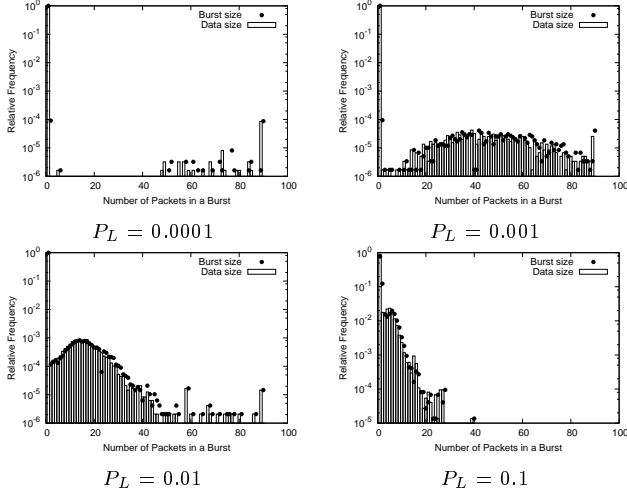 10^0
10^-1
10^-2
10^-3
10^-4
10^-5
10^-6
Relative Frequency
Burst size
Data size
0 20 40 60 80 100
Number of Packets in a Burst
P_L = 0.0001
10^0
10^-1
10^-2
10^-3
10^-4
10^-5
10^-6
Relative Frequency
Burst size
Data size
0 20 40 60 80 100
Number of Packets in a Burst
P_L = 0.001
10^0
10^-1
10^-2
10^-3
10^-4
10^-5
10^-6
Relative Frequency
Burst size
Data size
0 20 40 60 80 100
Number of Packets in a Burst
P_L = 0.01
10^0
10^-1
10^-2
10^-3
10^-4
10^-5
Relative Frequency
Burst size
Data size
0 20 40 60 80 100
Number of Packets in a Burst
P_L = 0.1